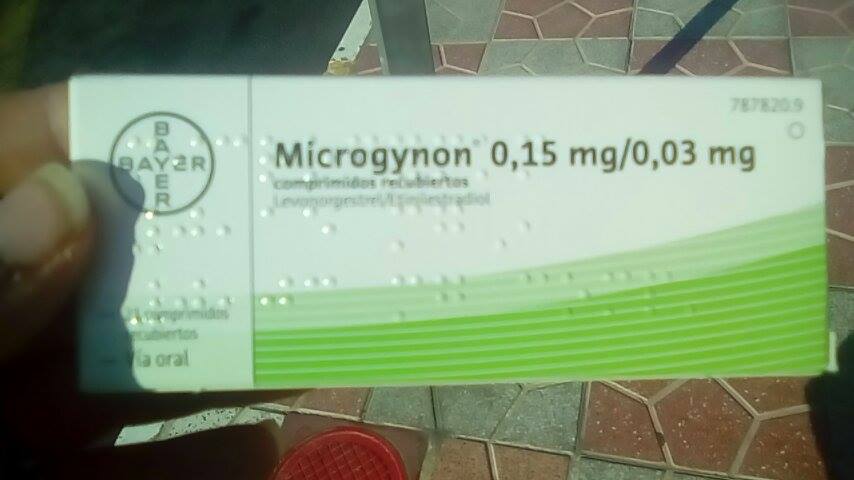 787820.9
BAYER
BAYER
Microgynon® 0,15 mg/0,03 mg
comprimidos recubiertos
Levonorgestrel/Etinilestradiol
comprimidos
recubiertos
Vía oral